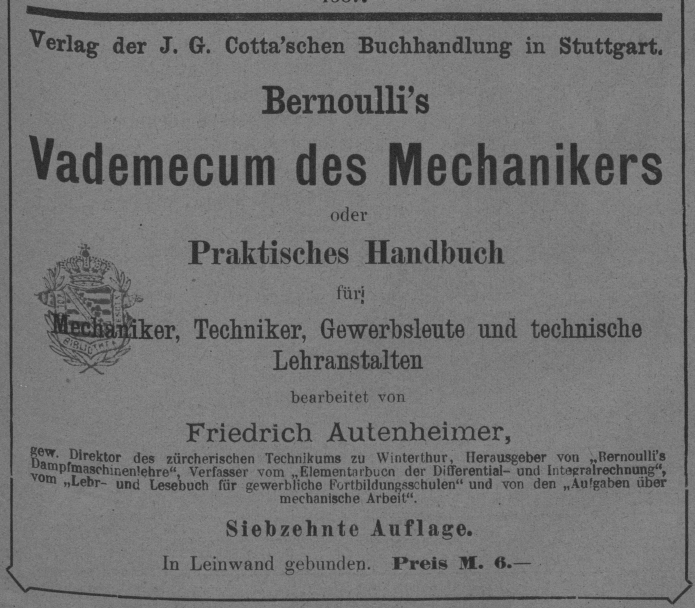 Verlag der J. G. Cotta'schen Buchhandlung in Stuttgart.
Bernoulli's
Vademecum des Mechanikers
oder
Praktisches Handbuch
für
Mechaniker, Techniker, Gewerbsleute und technische
Lehranstalten
bearbeitet von
Friedrich Autenheimer,
gew. Direktor des zürcherischen Technikums zu Winterthur, Herausgeber von „Bernoulli's
Dampfmaschinenlehre“, Verfasser vom „Elementarbuch der Differential- und Integralrechnung“,
vom „Lehr- und Lesebuch für gewerbliche Fortbildungsschulen“ und von den „Aufgaben über
mechanische Arbeit“.
Siebzehnte Auflage.
In Leinwand gebunden. Preis M. 6.—